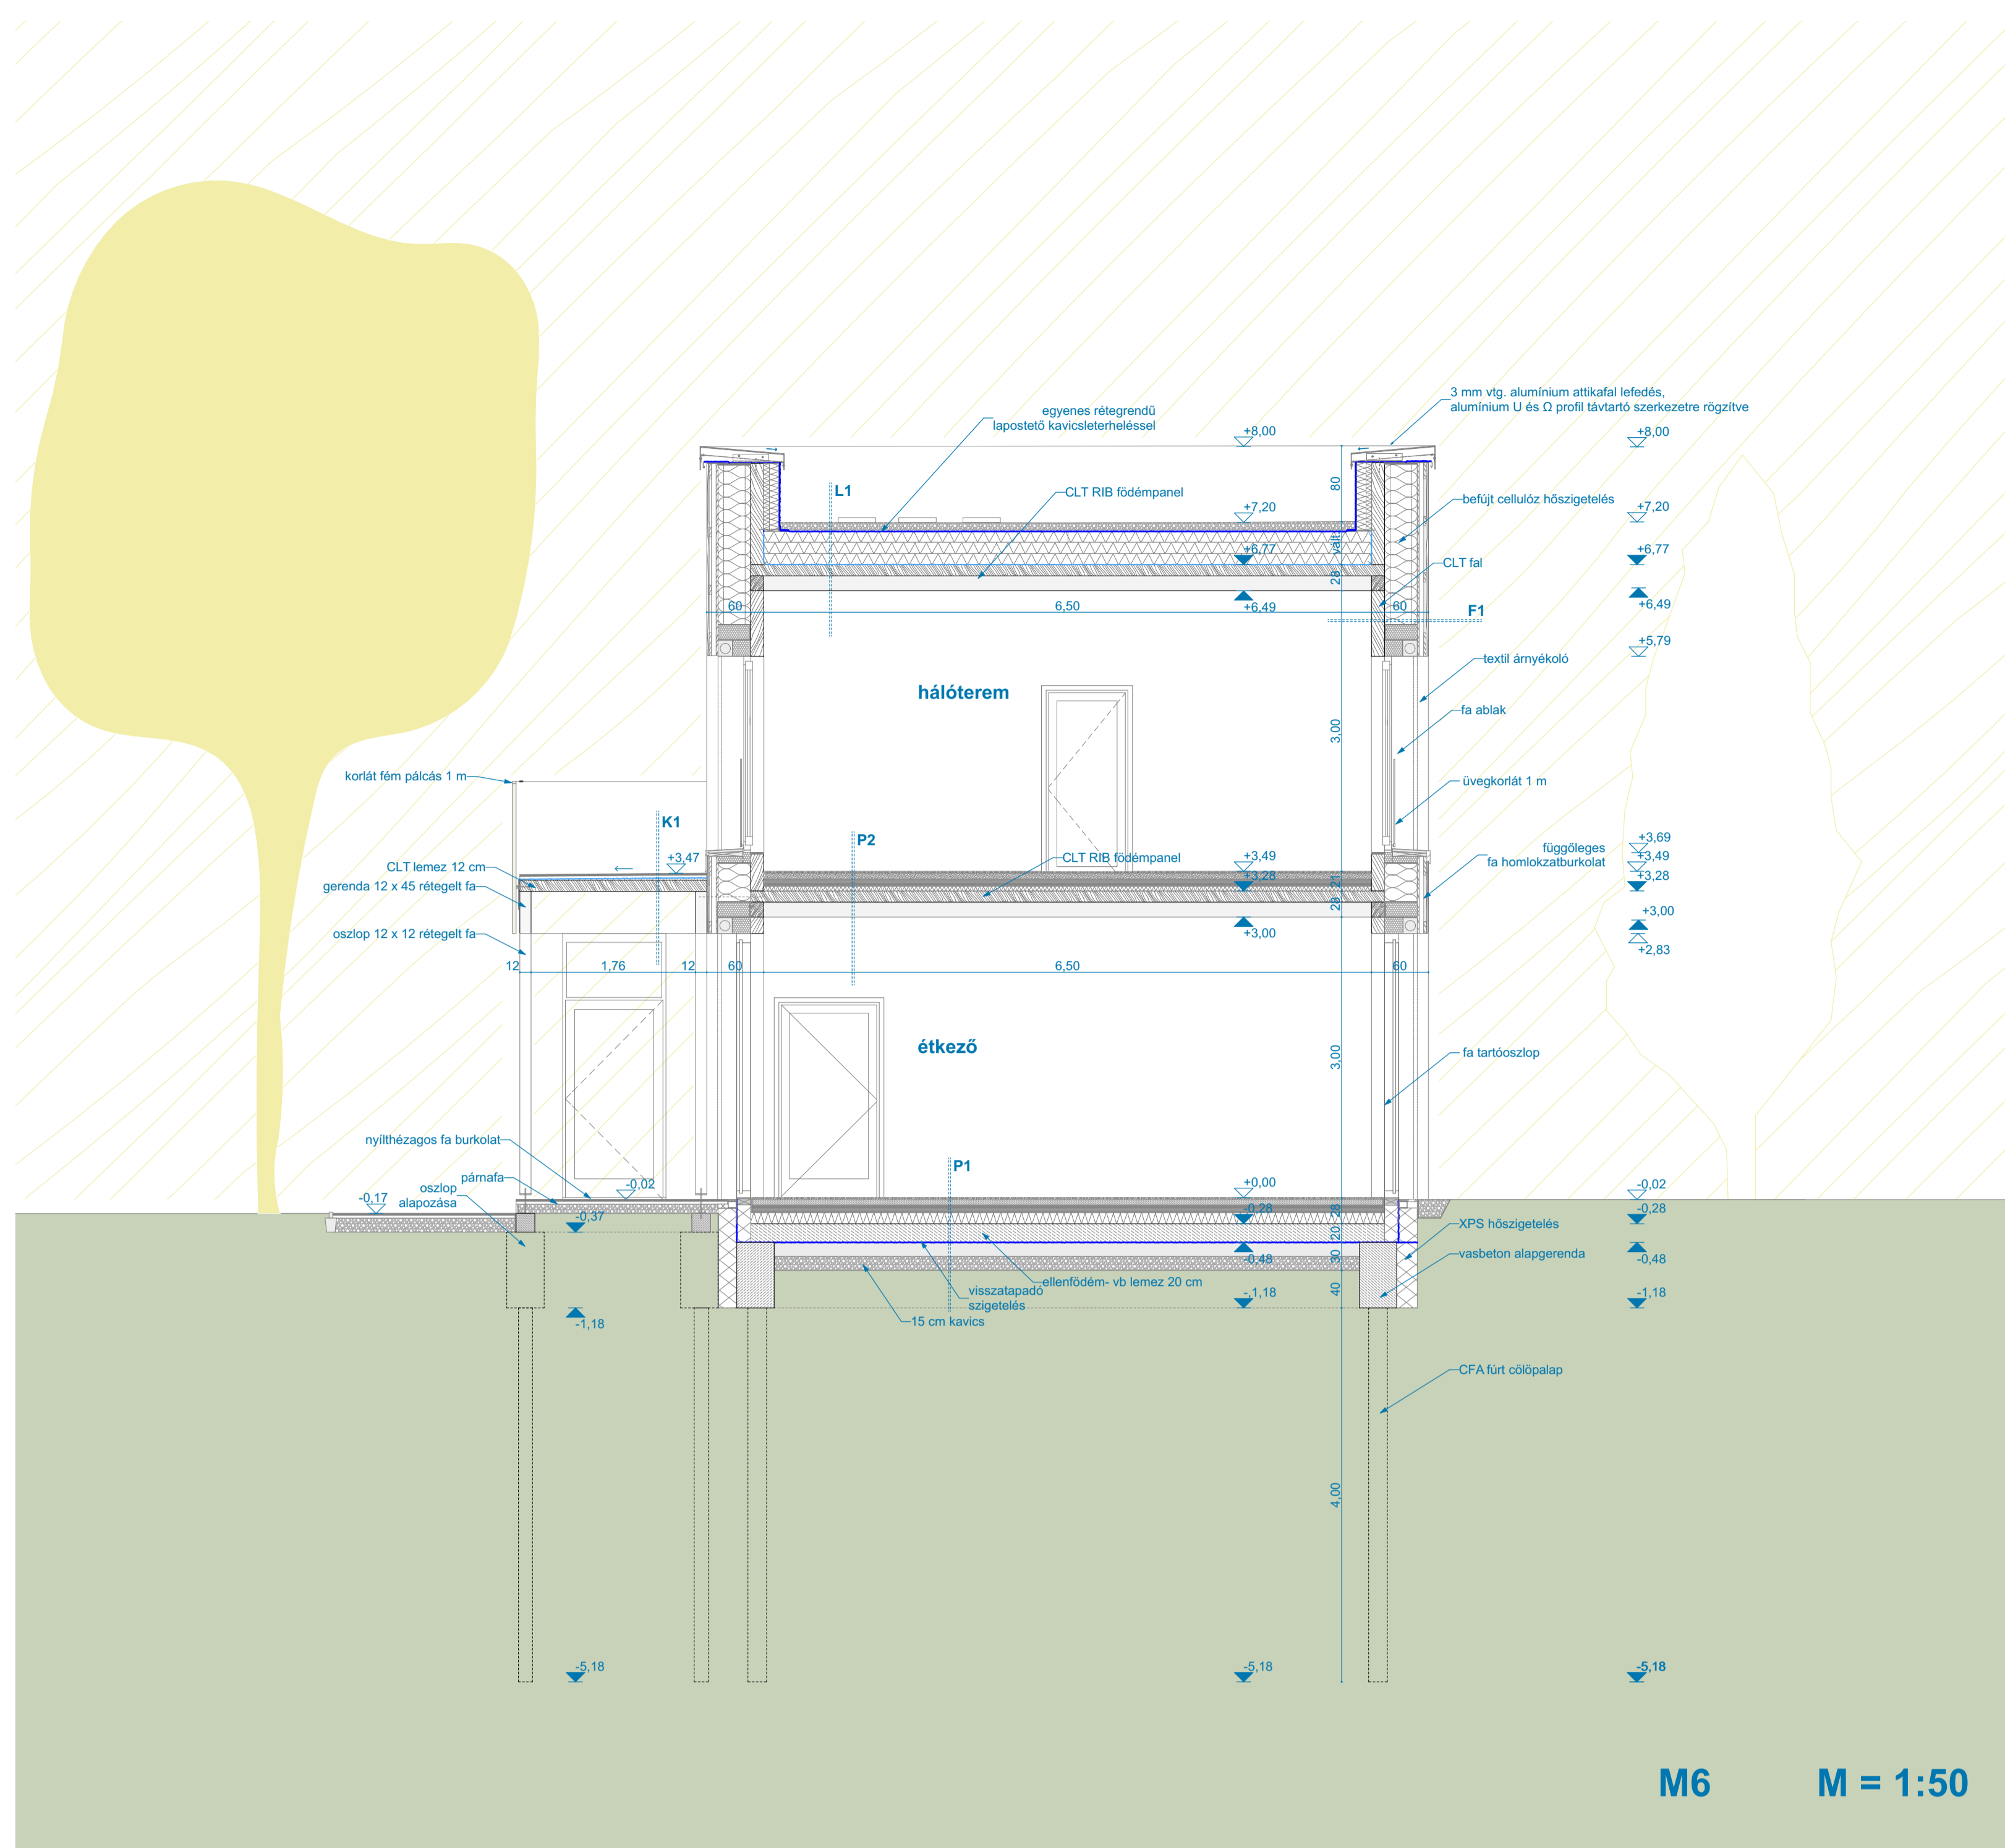 3 mm vtg. alumínium attikafal lefedés,
alumínium U és Ω profil távtartó szerkezetre rögzítve
egyenes rétegrendű
lapostető kavicsleterheléssel
+8,00
+8,00
80
L1
CLT RIB födémpanel
befújt cellulóz hőszigetelés
+7,20
+7,20
vált.
+6,77
+6,77
CLT fal
28
60
6,50
+6,49
60
+6,49
F1
+5,79
textil árnyékoló
hálóterem
fa ablak
3,00
korlát fém pálcás 1 m
üvegkorlát 1 m
K1
P2
+3,69
függőleges
fa homlokzatburkolat
+3,47
CLT RIB födémpanel
+3,49
+3,49
CLT lemez 12 cm
+3,28
+3,28
21
gerenda 12 x 45 rétegelt fa
28
+3,00
+3,00
oszlop 12 x 12 rétegelt fa
+2,83
12
1,76
12
60
6,50
60
étkező
3,00
fa tartóoszlop
nyílthézagos fa burkolat
P1
párnafa
-0,02
+0,00
-0,02
oszlop
alapozása
-0,17
-0,37
-0,28
28
-0,28
XPS hőszigetelés
20
-0,48
30
vasbeton alapgerenda
-0,48
ellenfödém- vb lemez 20 cm
visszatapadó
szigetelés
40
-,1,18
-1,18
15 cm kavics
-1,18
CFA fúrt cölöpalap
4,00
-5,18
-5,18
-5,18
M6
M = 1:50